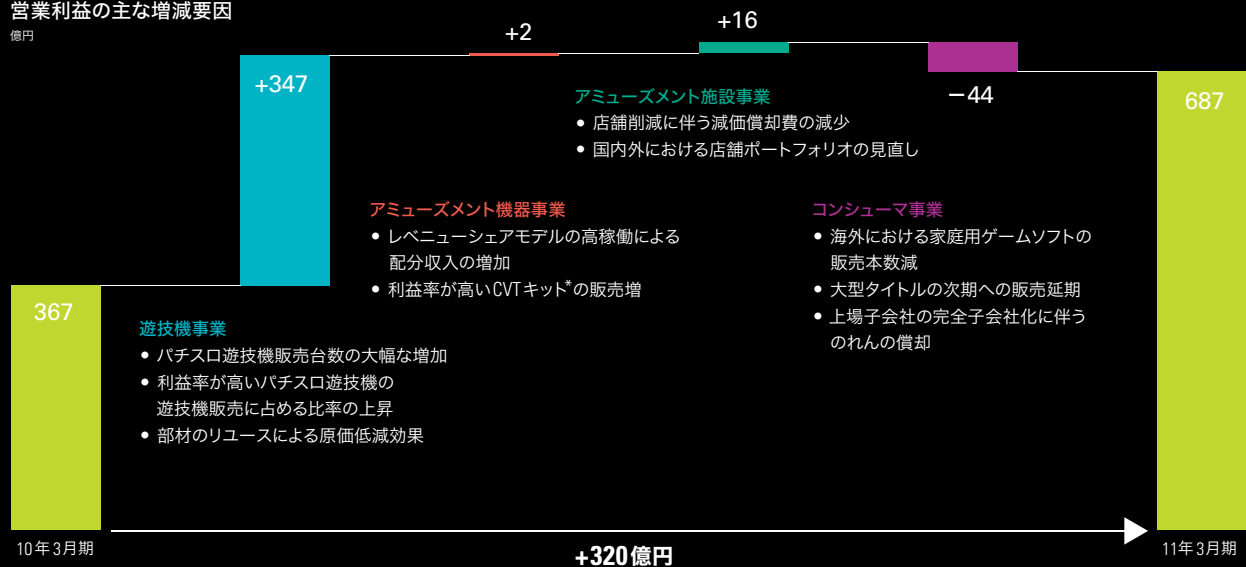 営業利益の主な増減要因
億円
367
10年3月期
+347
遊技機事業
• パチスロ遊技機販売台数の大幅な増加
• 利益率が高いパチスロ遊技機の
遊技機販売に占める比率の上昇
• 部材のリユースによる原価低減効果
+2
アミューズメント機器事業
• レベニューシェアモデルの高稼働による
配分収入の増加
• 利益率が高いCVTキット*の販売増
+16
アミューズメント施設事業
• 店舗削減に伴う減価償却費の減少
• 国内外における店舗ポートフォリオの見直し
−44
コンシューマ事業
• 海外における家庭用ゲームソフトの
販売本数減
• 大型タイトルの次期への販売延期
• 上場子会社の完全子会社化に伴う
のれんの償却
687
11年3月期
+320億円